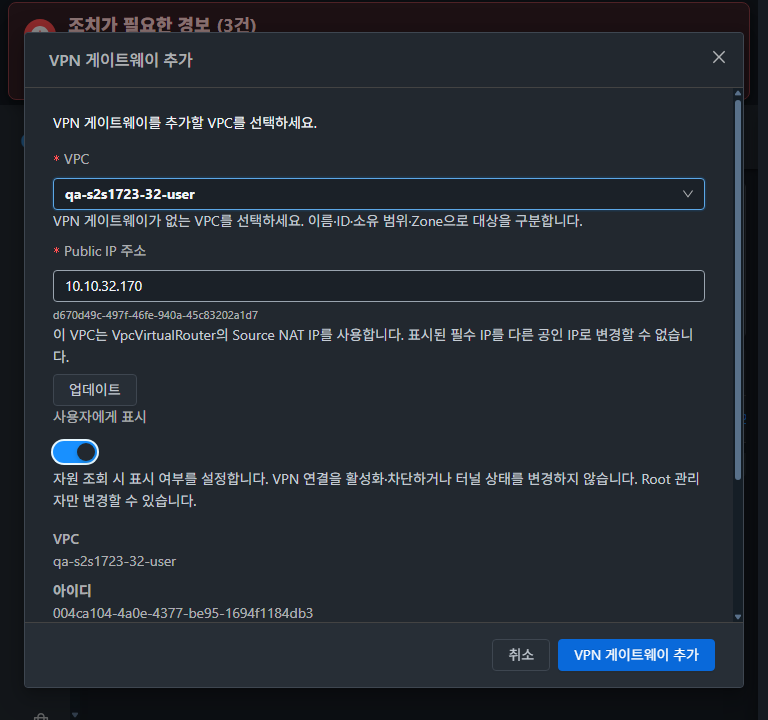 조치가 필요한 경보 (3건)
VPN 게이트웨이 추가
VPN 게이트웨이를 추가할 VPC를 선택하세요.
* VPC
qa-s2s1723-32-user
VPN 게이트웨이가 없는 VPC를 선택하세요. 이름·ID·소유 범위·Zone으로 대상을 구분합니다.
* Public IP 주소
10.10.32.170
d670d49c-497f-46fe-940a-45c83202a1d7
이 VPC는 VpcVirtualRouter의 Source NAT IP를 사용합니다. 표시된 필수 IP를 다른 공인 IP로 변경할 수 없습니
다.
업데이트
사용자에게 표시
자원 조회 시 표시 여부를 설정합니다. VPN 연결을 활성화·차단하거나 터널 상태를 변경하지 않습니다. Root 관리
자만 변경할 수 있습니다.
VPC
qa-s2s1723-32-user
아이디
004ca104-4a0e-4377-be95-1694f1184db3
취소
VPN 게이트웨이 추가